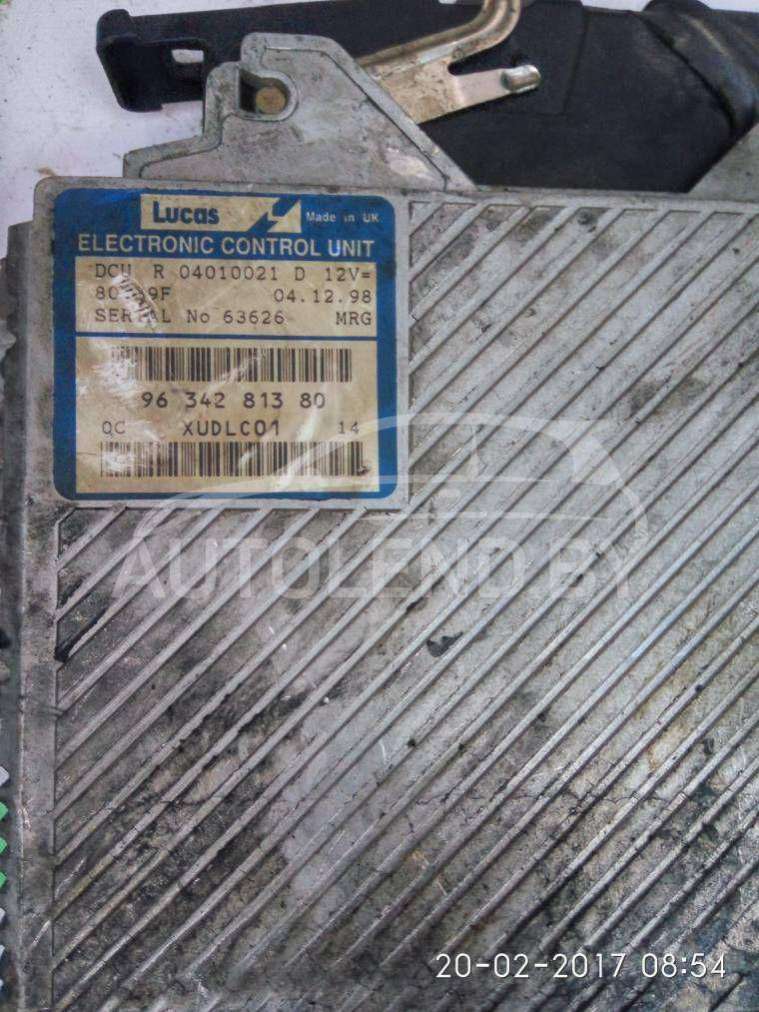 Lucas Made in UK
ELECTRONIC CONTROL UNIT
DCU R 04010021 D 12V=
04.12.98
SERIAL No 63626 MRG
96 342 813 80
QC XUDLC01 14
AUTOLEND.BY
20-02-2017 08:54